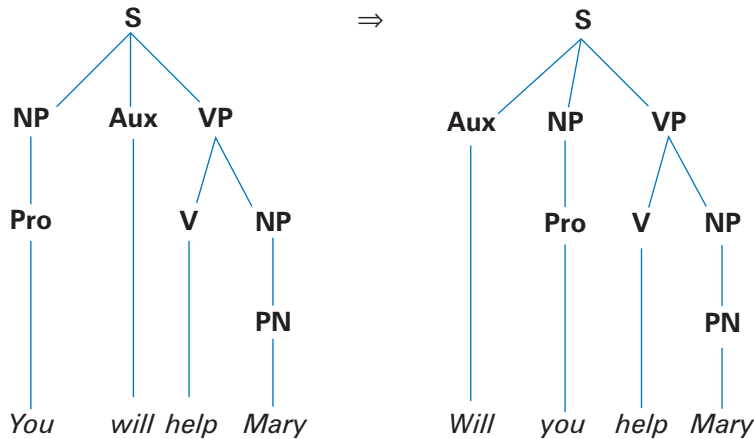 S ⇒ S
NP Aux VP Aux NP VP
Pro V NP Pro V NP
PN PN
You will help Mary Will you help Mary